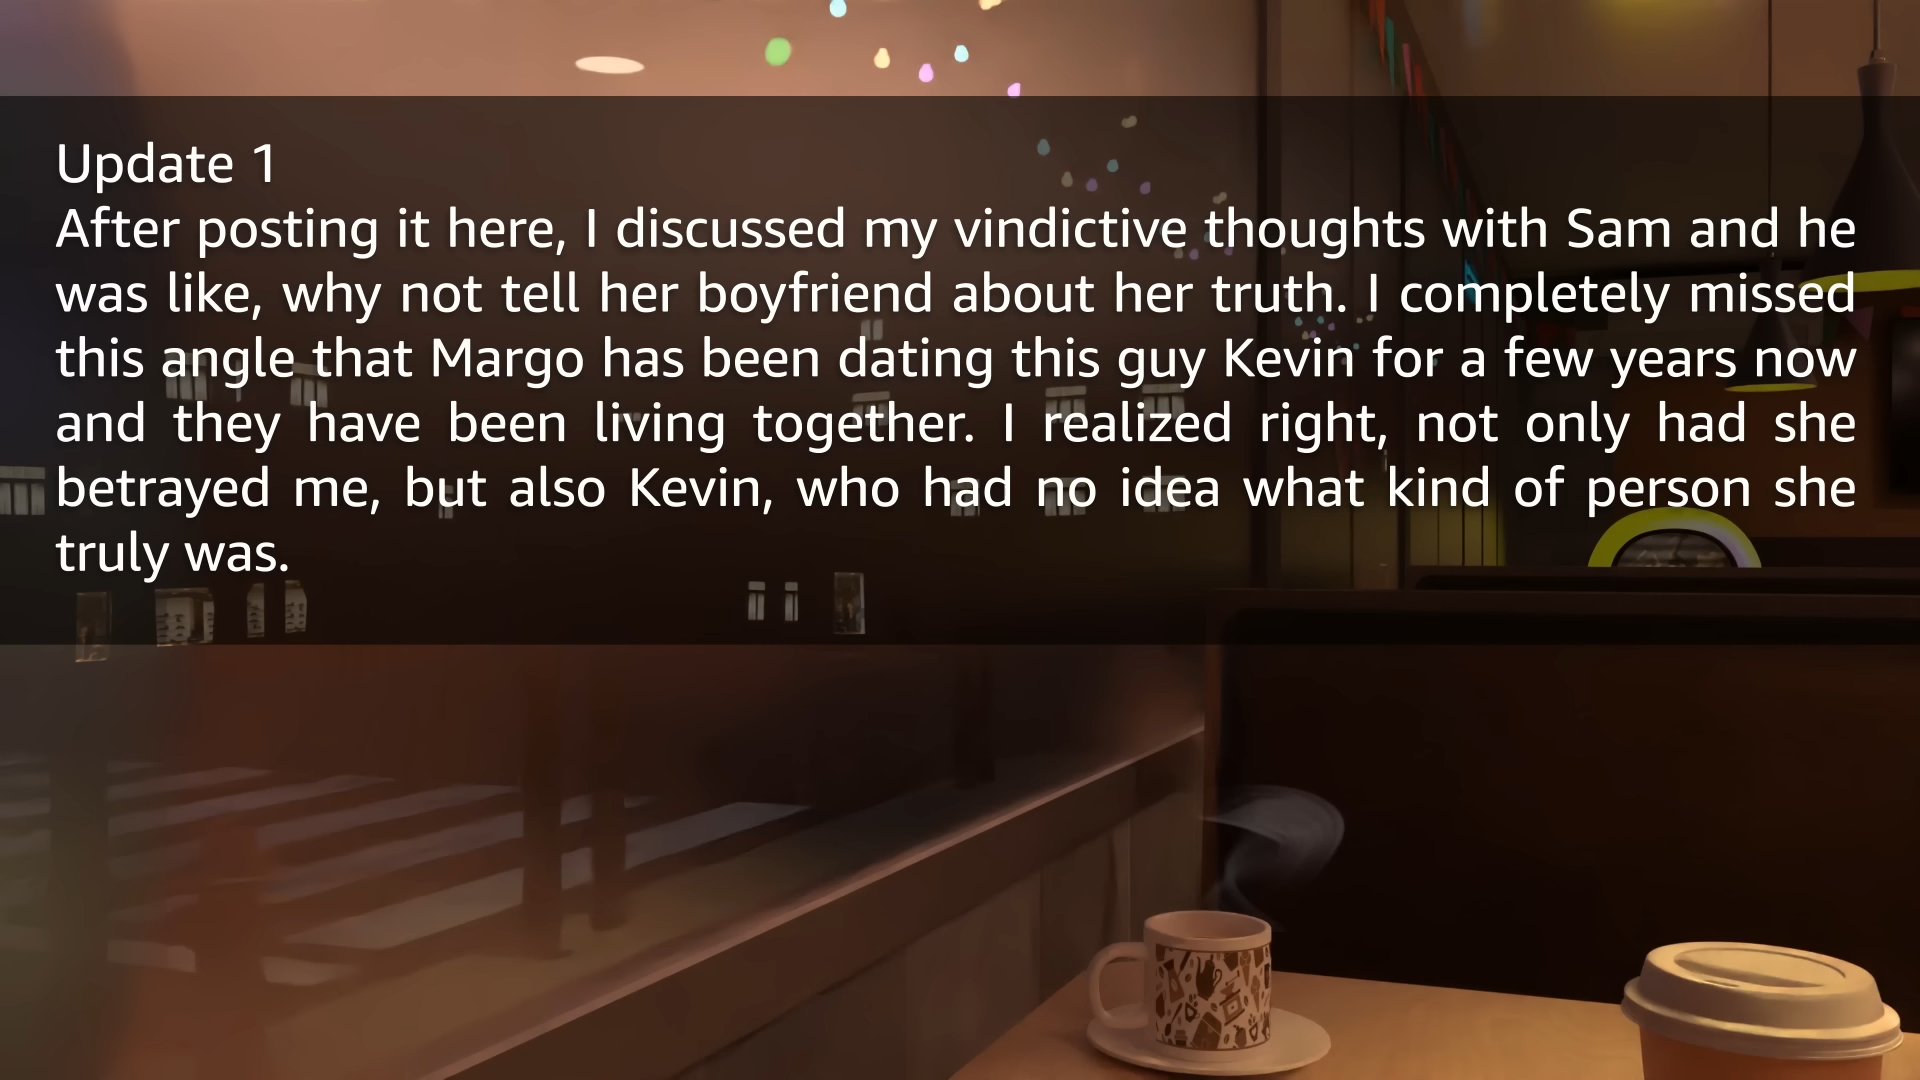 Update 1
After posting it here, I discussed my vindictive thoughts with Sam and he
was like, why not tell her boyfriend about her truth. I completely missed
this angle that Margo has been dating this guy Kevin for a few years now
and they have been living together. I realized right, not only had she
betrayed me, but also Kevin, who had no idea what kind of person she
truly was.